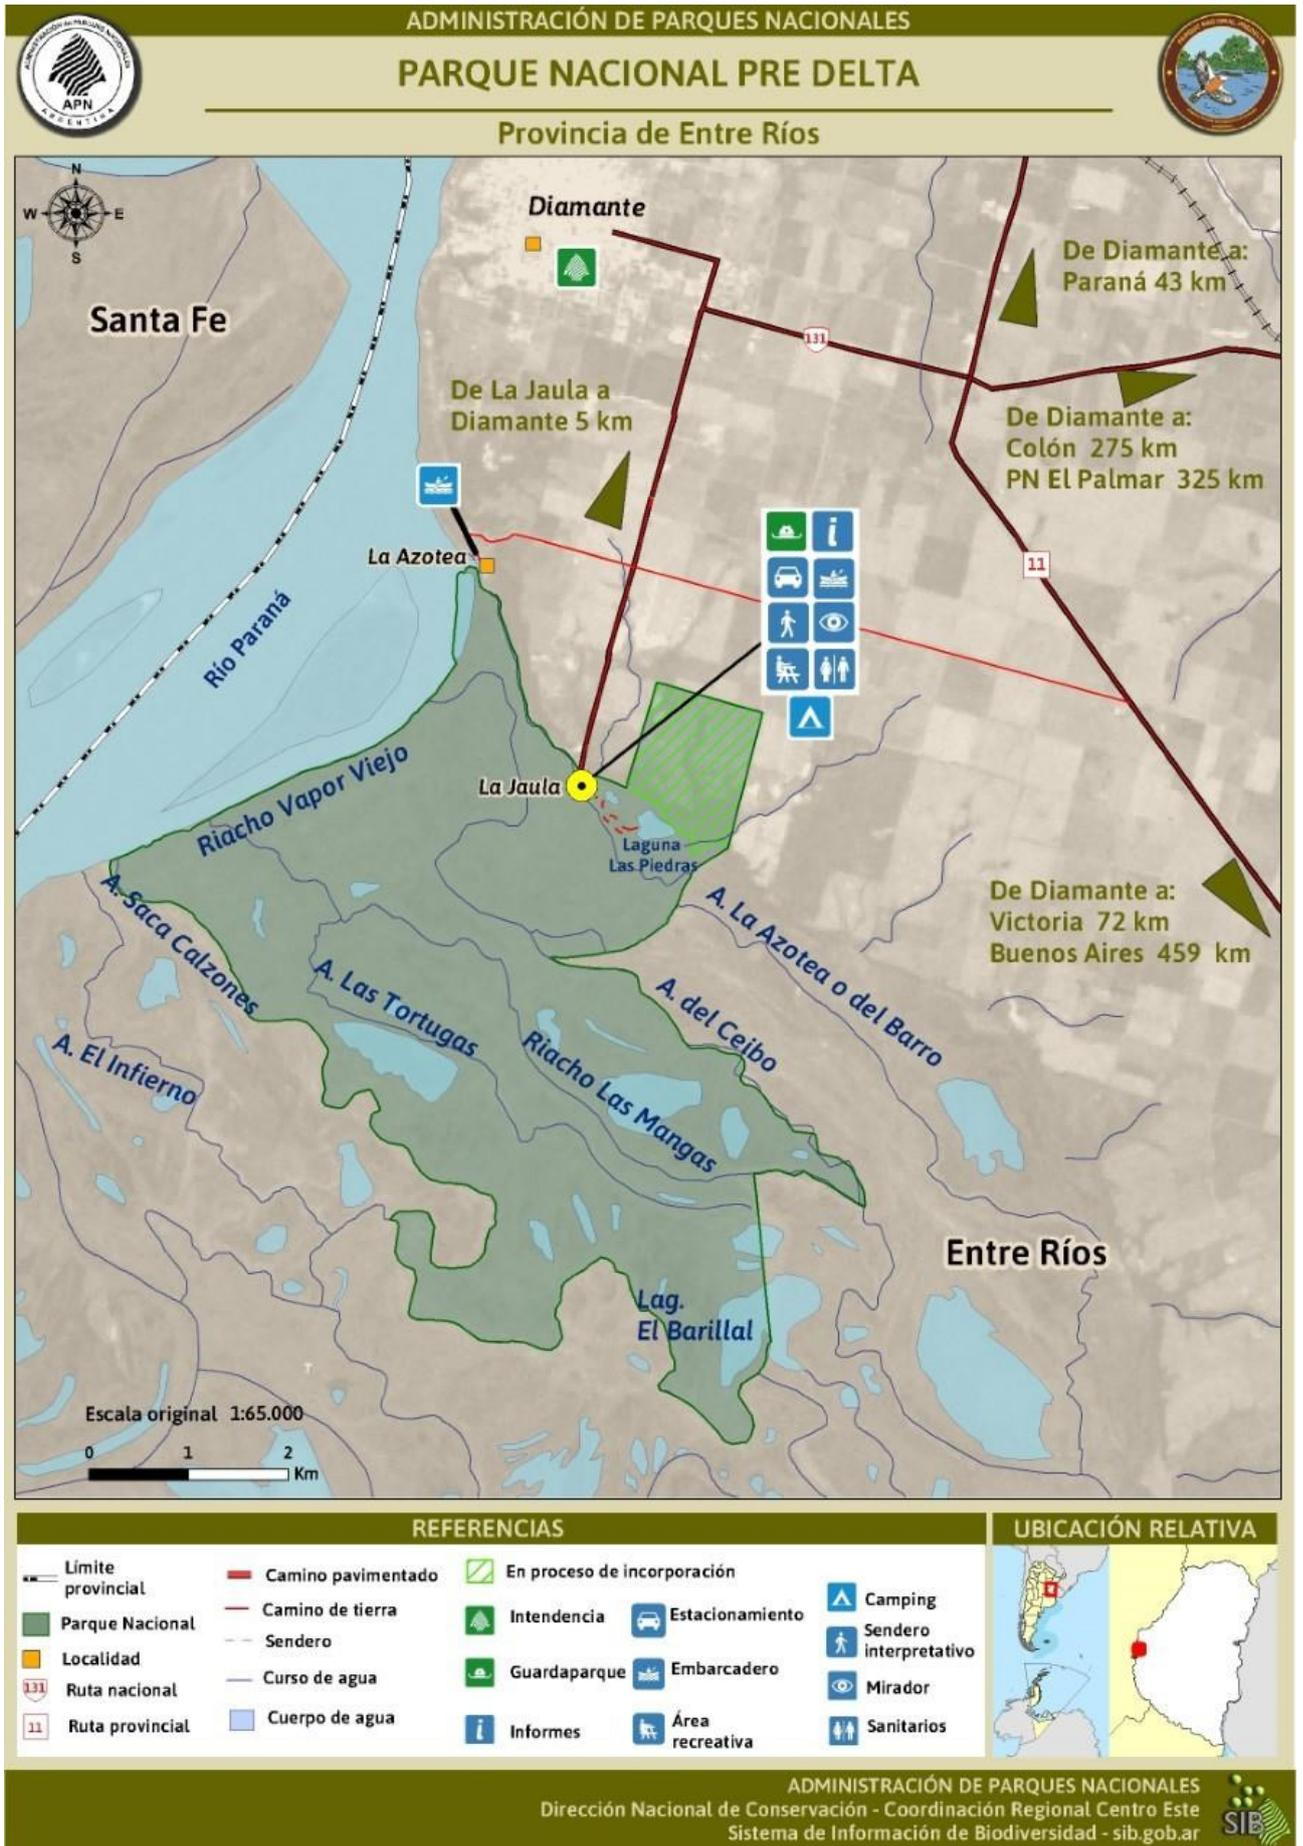 ADMINISTRACIÓN DE PARQUES NACIONALES
PARQUE NACIONAL PRE DELTA
Provincia de Entre Ríos
APN
ARGENTINA
N
W
E
S
Diamante
Santa Fe
De Diamante a:
Paraná 43 km
131
De La Jaula a
Diamante 5 km
De Diamante a:
Colón 275 km
PN El Palmar 325 km
La Azotea
11
Río Paraná
La Jaula
Riacho Vapor Viejo
Laguna
Las Piedras
A. Saca Calzones
A. La Azotea o del Barro
De Diamante a:
Victoria 72 km
Buenos Aires 459 km
A. Las Tortugas
A. del Ceibo
A. El Infierno
Riacho Las Mangas
Entre Ríos
Lag.
El Barillal
Escala original 1:65.000
0 1 2
Km
REFERENCIAS
Límite
provincial
Parque Nacional
Localidad
131 Ruta nacional
11 Ruta provincial
Camino pavimentado
Camino de tierra
Sendero
Curso de agua
Cuerpo de agua
En proceso de incorporación
Intendencia
Guardaparque
Informes
Estacionamiento
Embarcadero
Área
recreativa
Camping
Sendero
interpretativo
Mirador
Sanitarios
UBICACIÓN RELATIVA
ADMINISTRACIÓN DE PARQUES NACIONALES
Dirección Nacional de Conservación - Coordinación Regional Centro Este
Sistema de Información de Biodiversidad - sib.gob.ar
SIB